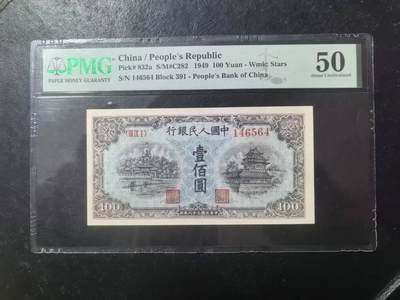 PMG
PAPER MONEY GUARANTY
China / People's Republic
Pick# 832a S/M#C282 1949 100 Yuan - Wmk: Stars
S/N 146564 Block 391 - People's Bank of China
50
About Uncirculated
行銀民人國中
146564
壹佰圓
100
100